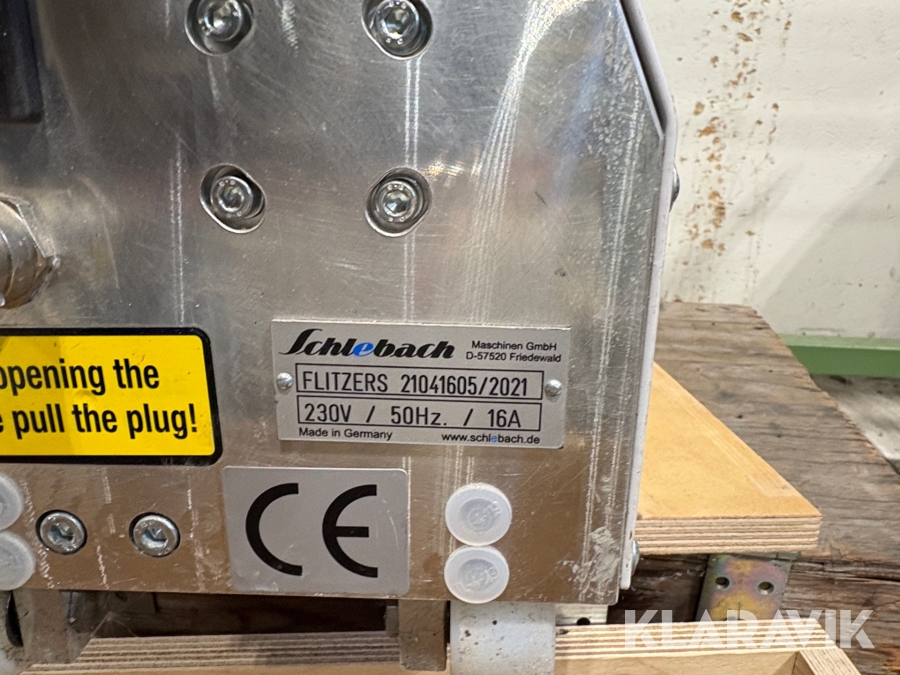 opening the
e pull the plug!
Schlebach
Maschinen GmbH
D-57520 Friedewald
FLITZERS 21041605/2021
230V / 50Hz. / 16A
Made in Germany
www.schlebach.de
CE
KLARAVIK